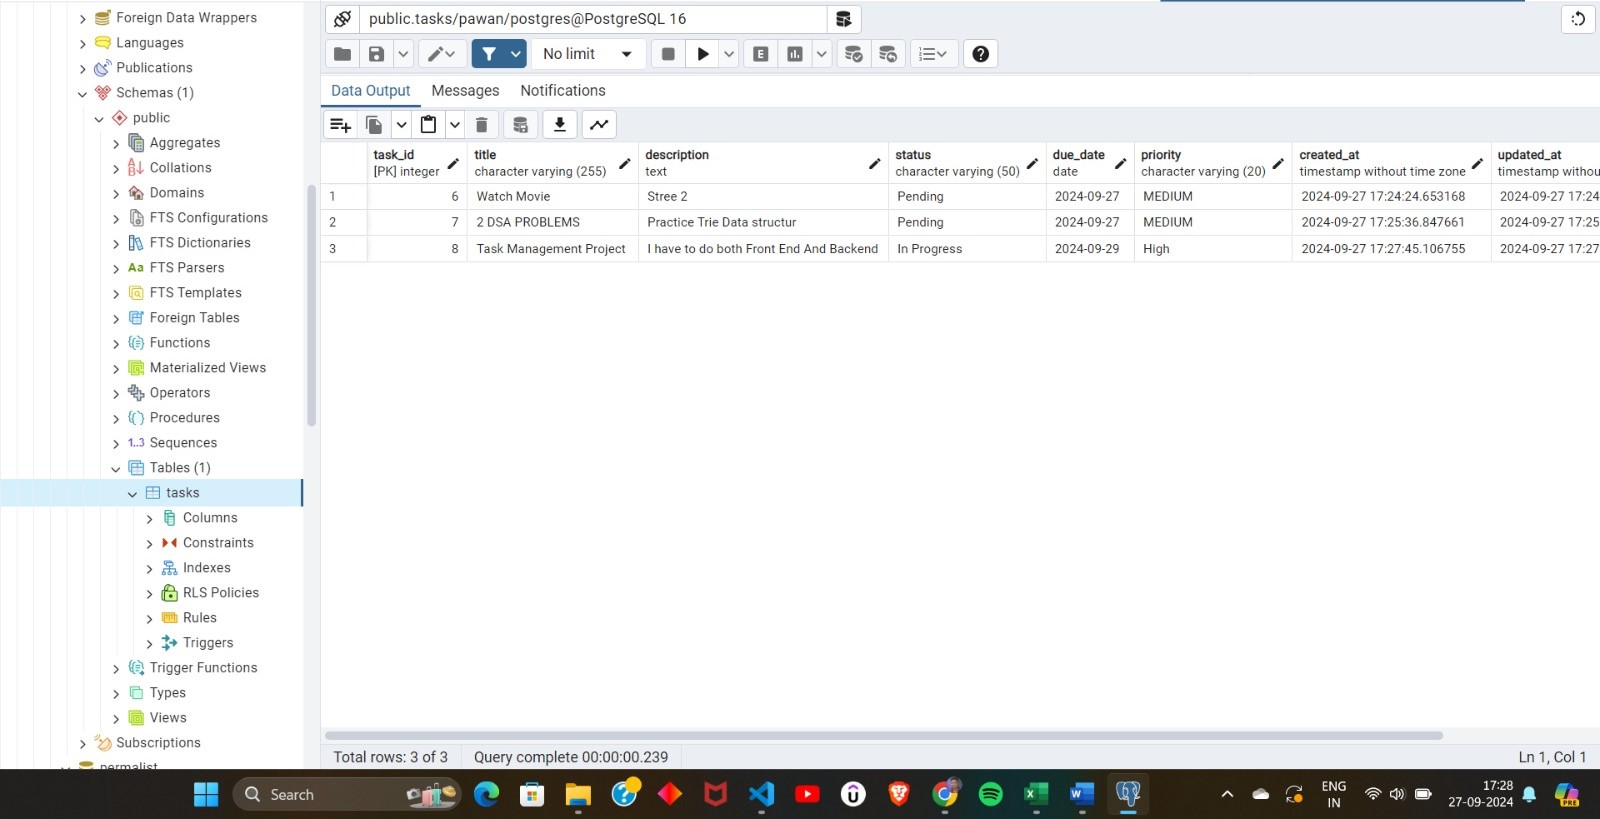 Foreign Data Wrappers
Languages
Publications
Schemas (1)
public
Aggregates
Collations
Domains
FTS Configurations
FTS Dictionaries
Aa FTS Parsers
FTS Templates
Foreign Tables
Functions
Materialized Views
Operators
Procedures
1..3 Sequences
Tables (1)
tasks
Columns
Constraints
Indexes
RLS Policies
Rules
Triggers
Trigger Functions
Types
Views
Subscriptions
permalist
public.tasks/pawan/postgres@PostgreSQL 16
No limit
E
Data Output Messages Notifications
task_id title description status due_date priority created_at updated_at
[PK] integer character varying (255) text character varying (50) date character varying (20) timestamp without time zone timestamp withou
1 6 Watch Movie Stree 2 Pending 2024-09-27 MEDIUM 2024-09-27 17:24:24.653168 2024-09-27 17:24
2 7 2 DSA PROBLEMS Practice Trie Data structur Pending 2024-09-27 MEDIUM 2024-09-27 17:25:36.847661 2024-09-27 17:25
3 8 Task Management Project I have to do both Front End And Backend In Progress 2024-09-29 High 2024-09-27 17:27:45.106755 2024-09-27 17:27
Total rows: 3 of 3 Query complete 00:00:00.239 Ln 1, Col 1
Search
ENG
IN
17:28
27-09-2024
PRE